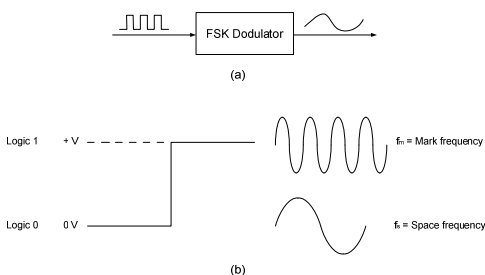 FSK Dodulator
(a)
Logic 1 + V fm = Mark frequency
Logic 0 0 V fs = Space frequency
(b)